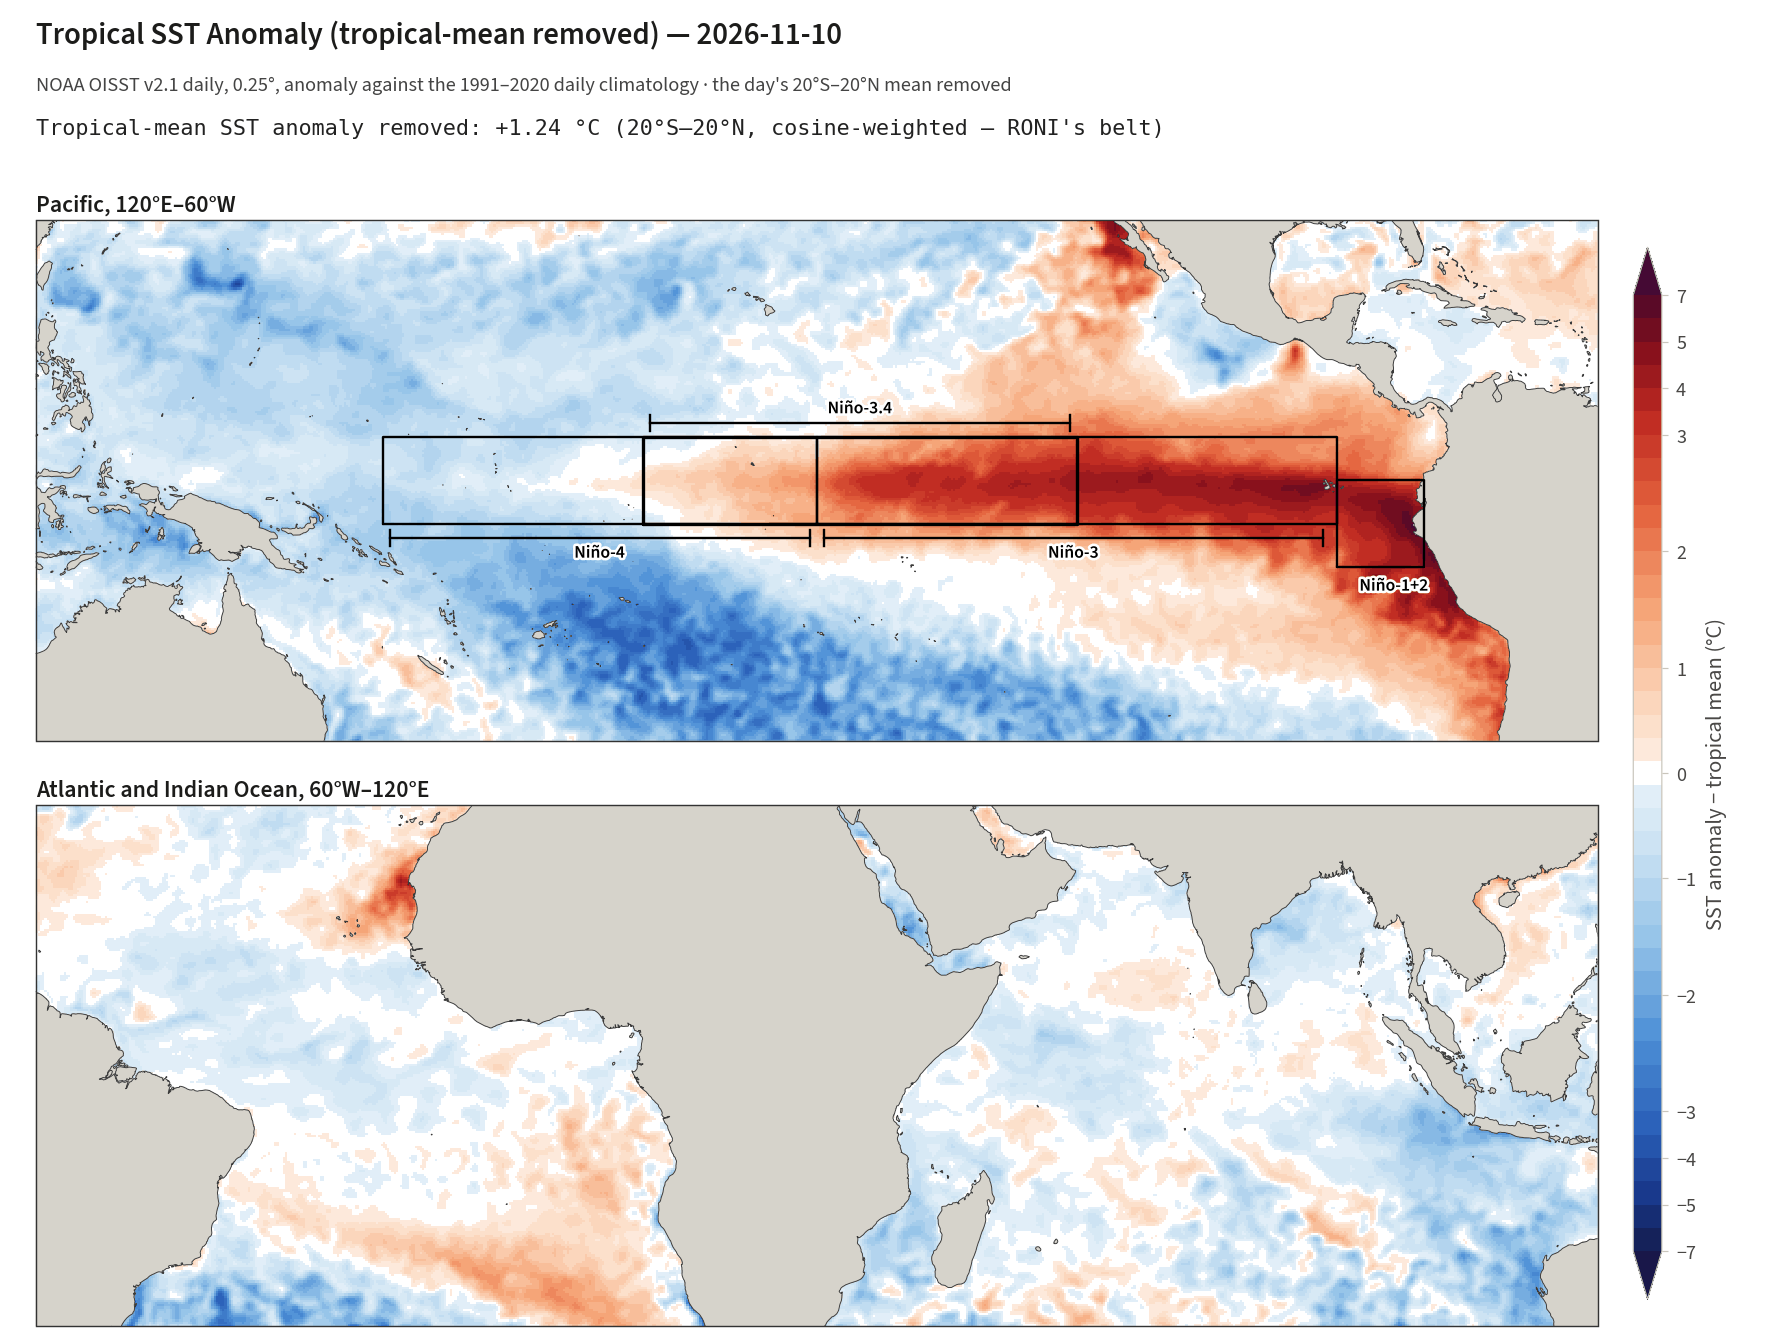 Tropical SST Anomaly (tropical-mean removed) — 2026-11-10
NOAA OISST v2.1 daily, 0.25°, anomaly against the 1991–2020 daily climatology · the day's 20°S–20°N mean removed
Tropical-mean SST anomaly removed: +1.24 °C (20°S–20°N, cosine-weighted — RONI's belt)
Pacific, 120°E–60°W
Niño-3.4
Niño-4
Niño-3
Niño-1+2
Atlantic and Indian Ocean, 60°W–120°E
7
5
4
3
2
1
0
−1
−2
−3
−4
−5
−7
SST anomaly − tropical mean (°C)